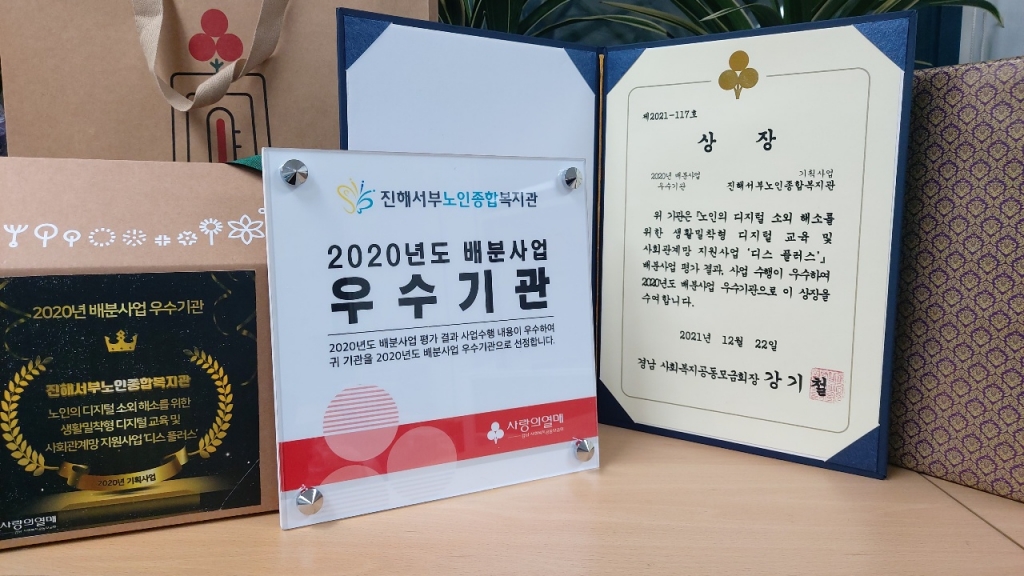 2020년 배분사업 우수기관
진해서부노인종합복지관
노인의 디지털 소외 해소를 위한
생활밀착형 디지털 교육 및
사회관계망 지원사업 '디스 플러스'
2020년 기획사업
사랑의열매
진해서부노인종합복지관
2020년도 배분사업
우수기관
2020년도 배분사업 평가 결과 사업수행 내용이 우수하여
귀 기관을 2020년도 배분사업 우수기관으로 선정합니다.
사랑의열매
제2021-117호
상 장
2020년 배분사업 기획사업
우수기관 진해서부노인종합복지관
위 기관은 「노인의 디지털 소외 해소를
위한 생활밀착형 디지털 교육 및
사회관계망 지원사업 '디스 플러스'」
배분사업 평가 결과, 사업 수행이 우수하여
2020년도 배분사업 우수기관으로 이 상장을
수여합니다.
2021년 12월 22일
경남 사회복지공동모금회장 강기철